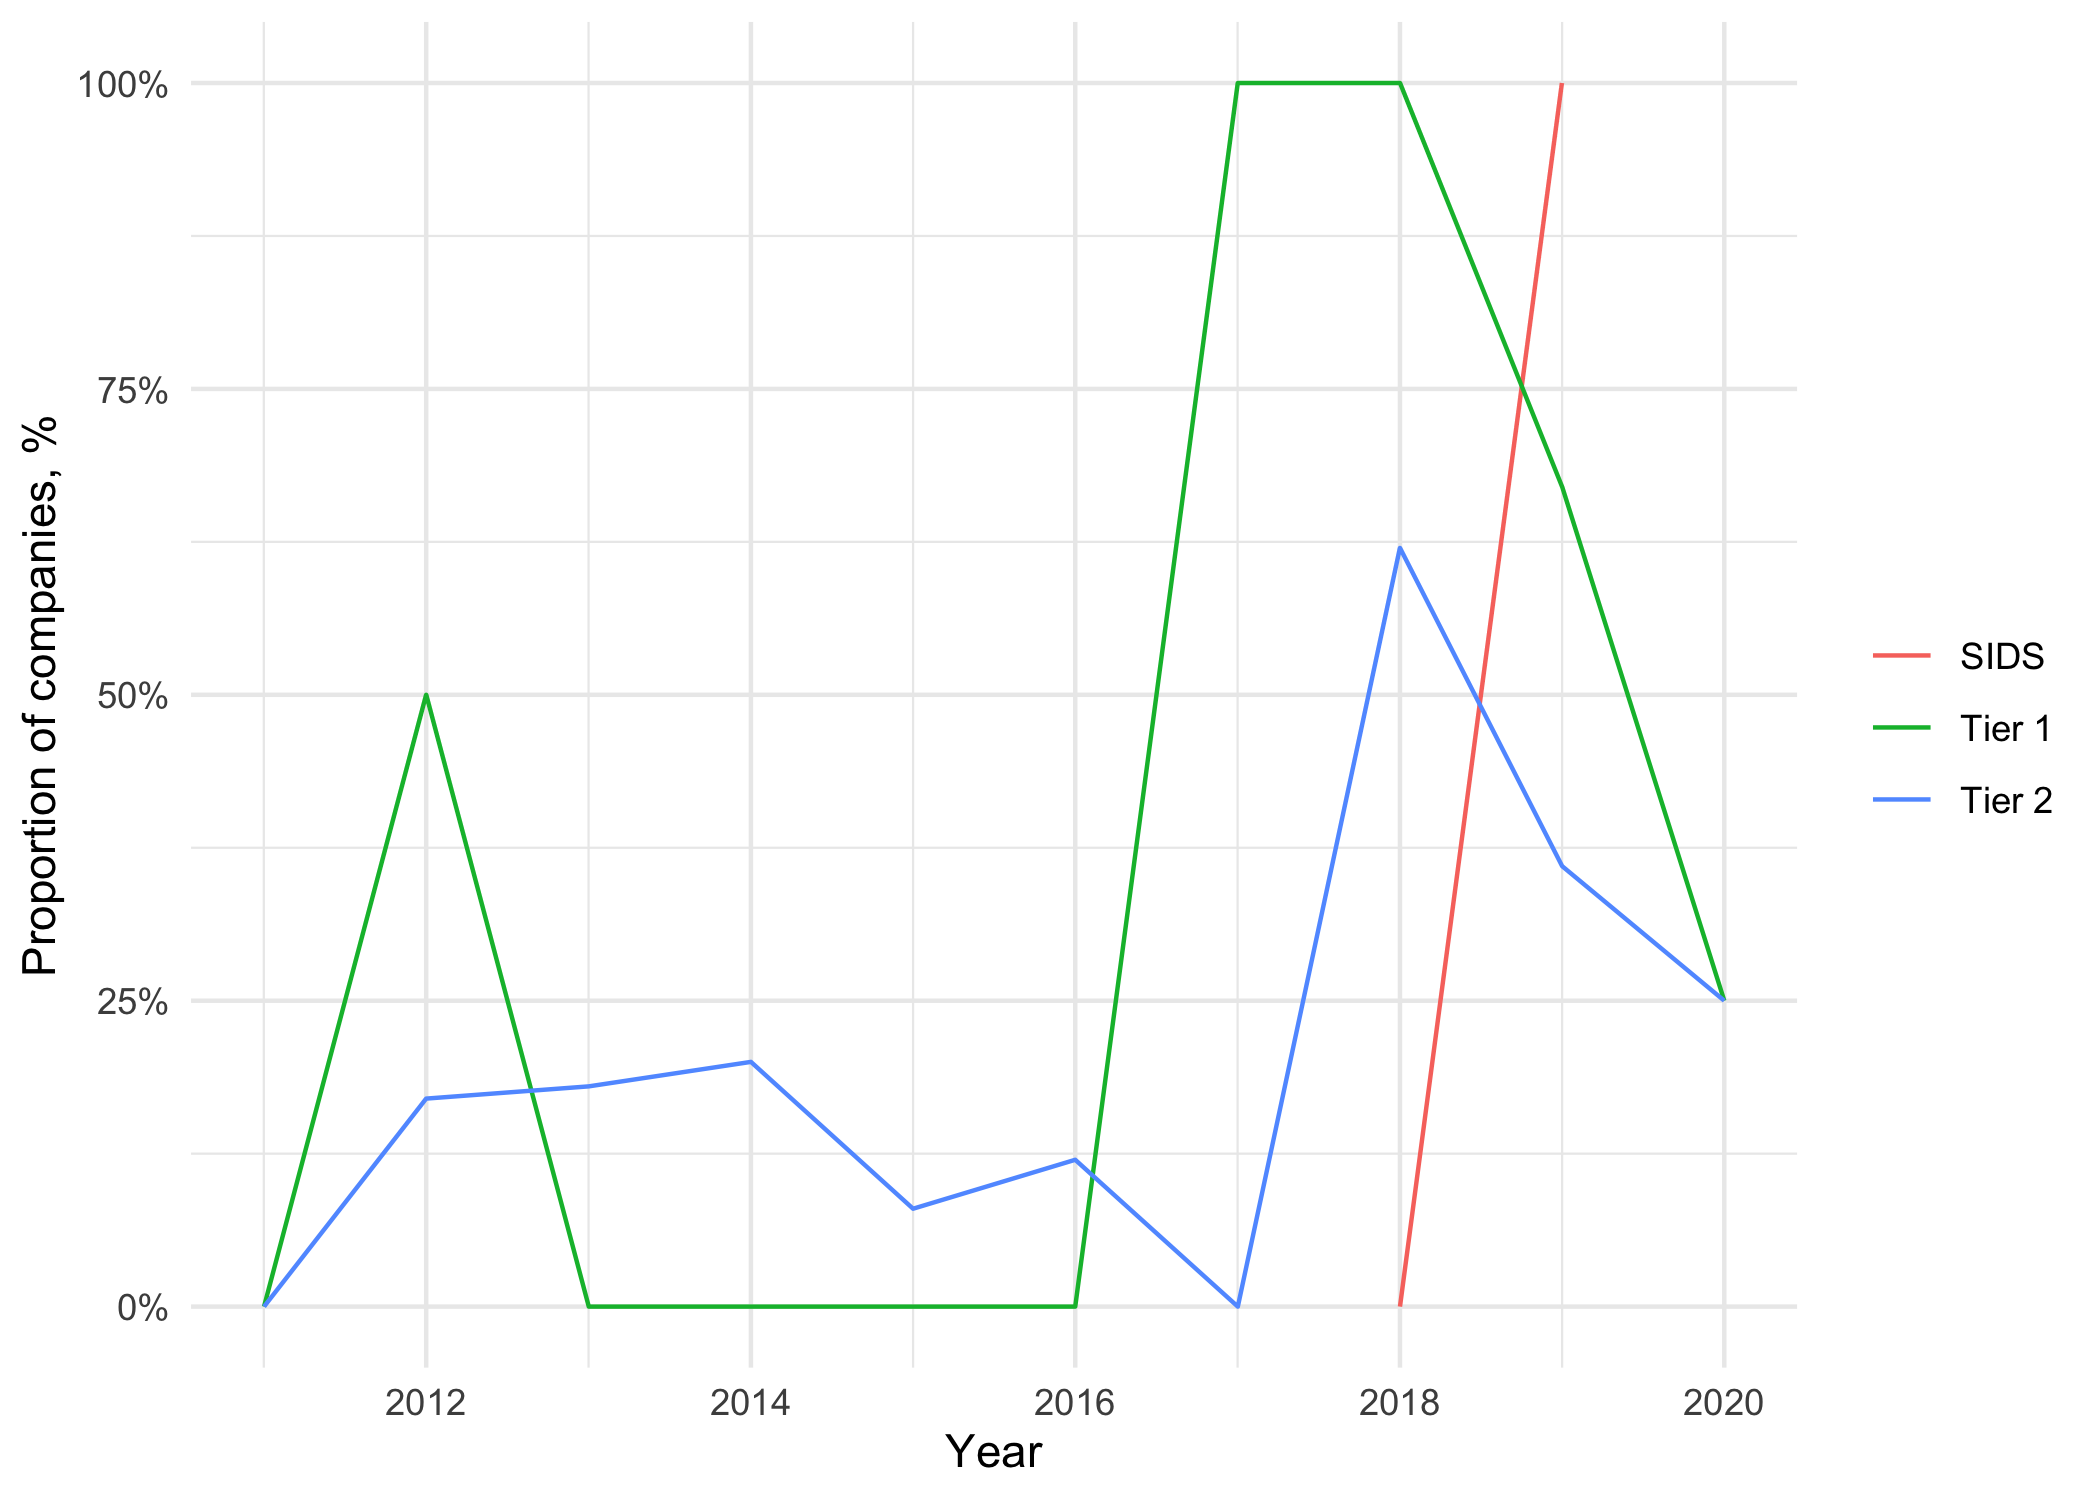 100%
75%
50%
25%
0%
Proportion of companies, %
2012
2014
2016
2018
2020
Year
SIDS
Tier 1
Tier 2